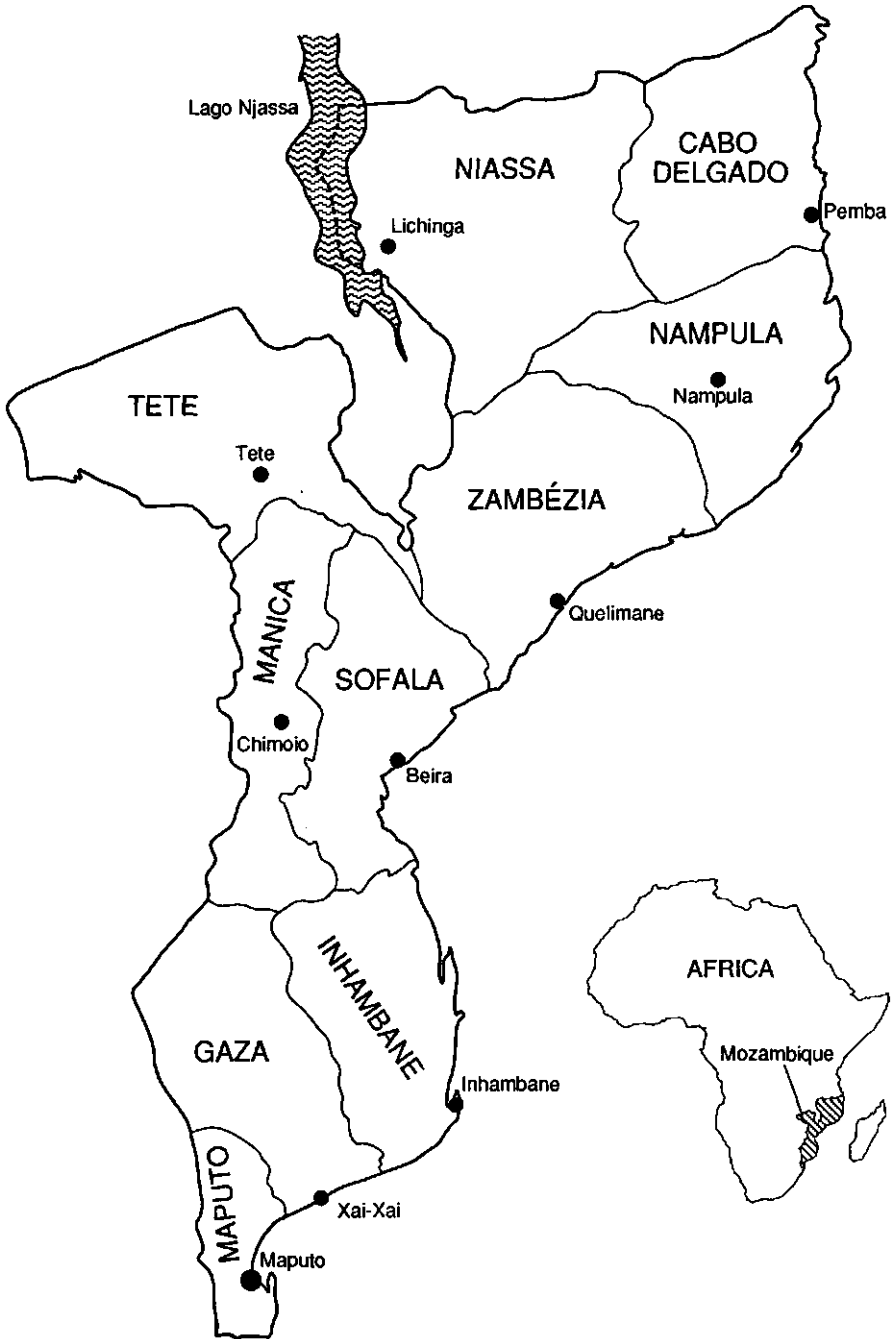 Lago Njassa
NIASSA
CABO
DELGADO
Pemba
Lichinga
NAMPULA
Nampula
TETE
Tete
ZAMBÉZIA
MANICA
Quelimane
SOFALA
Chimoio
Beira
INHAMBANE
AFRICA
GAZA
Mozambique
Inhambane
MAPUTO
Xai-Xai
Maputo